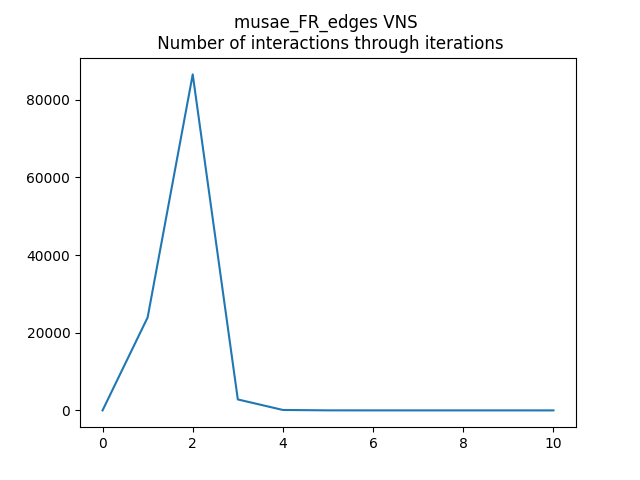 musae_FR_edges VNS
Number of interactions through iterations
80000
60000
40000
20000
0
0 2 4 6 8 10